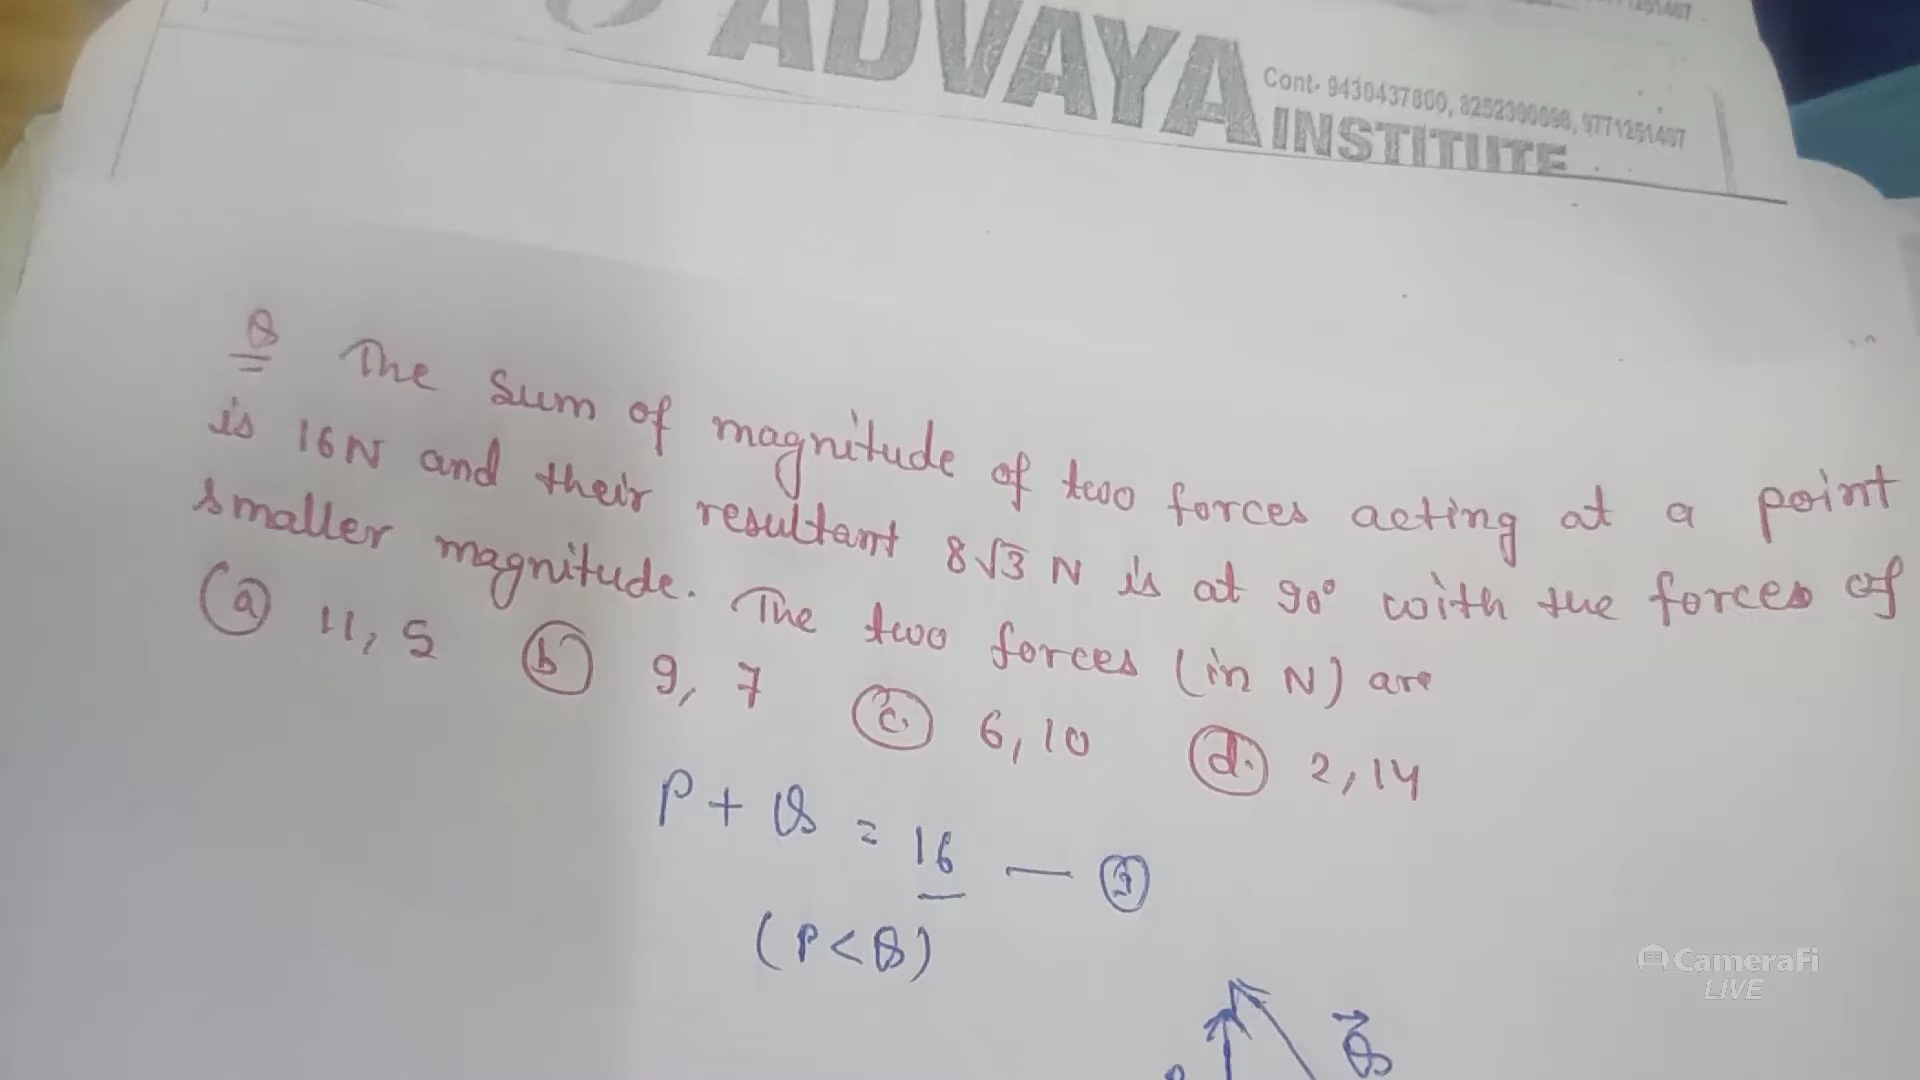 ADVAYA
Cont- 9430437800, 9771251407
INSTITUTE
Q The sum of magnitude of two forces acting at a point
is 16N and their resultant 8√3 N is at 90° with the forces of
smaller magnitude. The two forces (in N) are
(a) 11, 5 (b) 9, 7 (c.) 6, 10 (d.) 2, 14
P + Q = 16 — (1)
(P < Q)
Q
CameraFi
LIVE